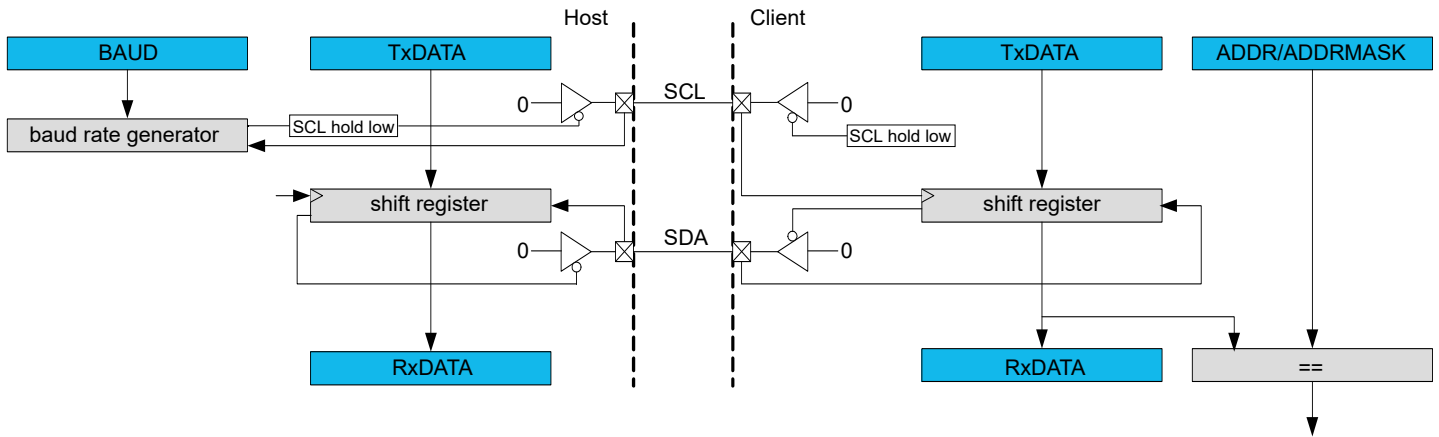 Host
Client
BAUD
TxDATA
TxDATA
ADDR/ADDRMASK
0
SCL
0
baud rate generator
SCL hold low
SCL hold low
shift register
shift register
0
SDA
0
RxDATA
RxDATA
==